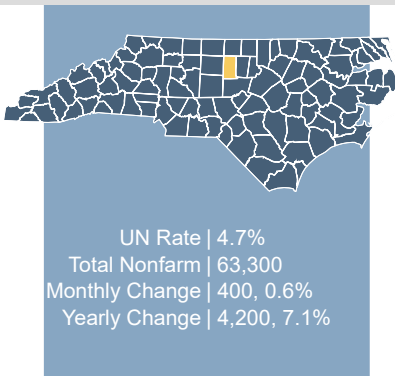 UN Rate | 4.7%
Total Nonfarm | 63,300
Monthly Change | 400, 0.6%
Yearly Change | 4,200, 7.1%